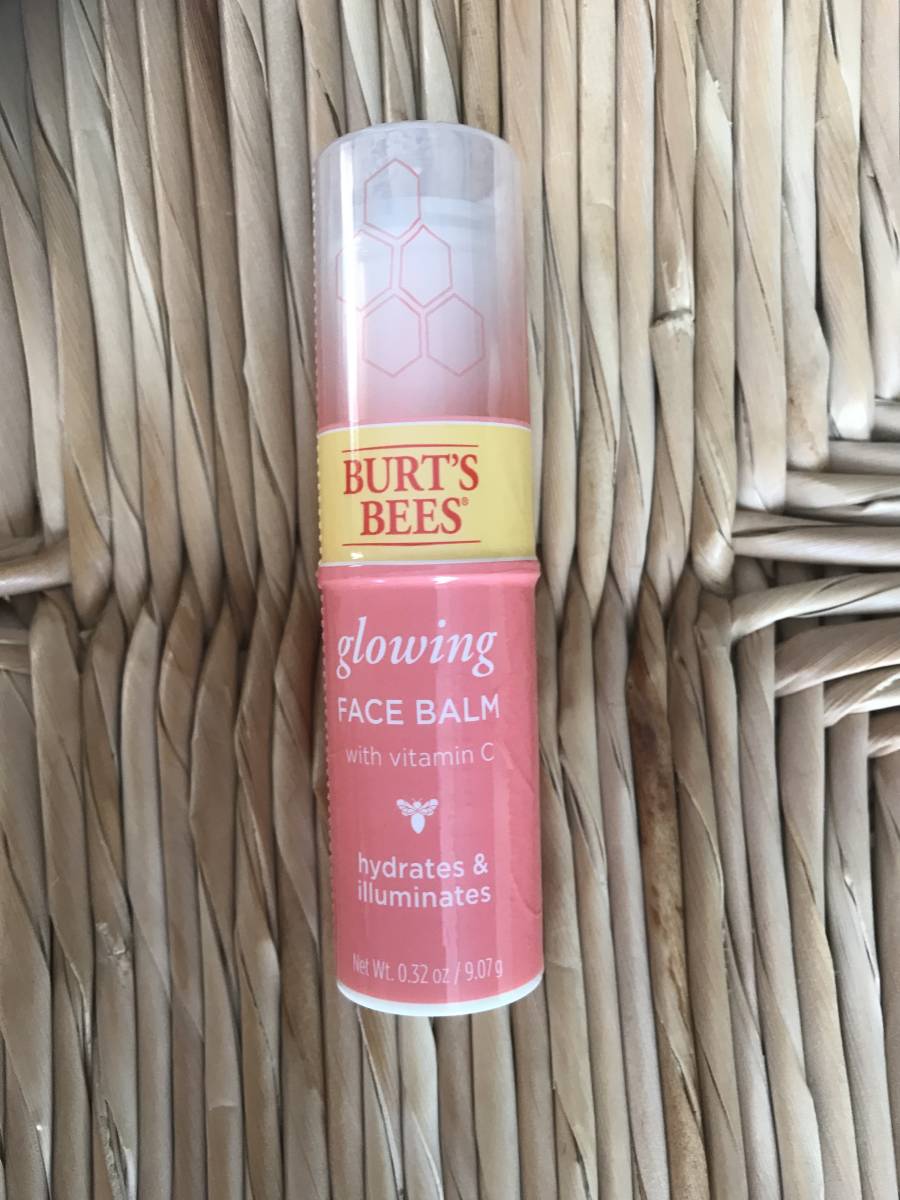 BURT'S
BEES®
glowing
FACE BALM
with vitamin C
hydrates &
illuminates
Net Wt. 0.32 oz / 9.07 g